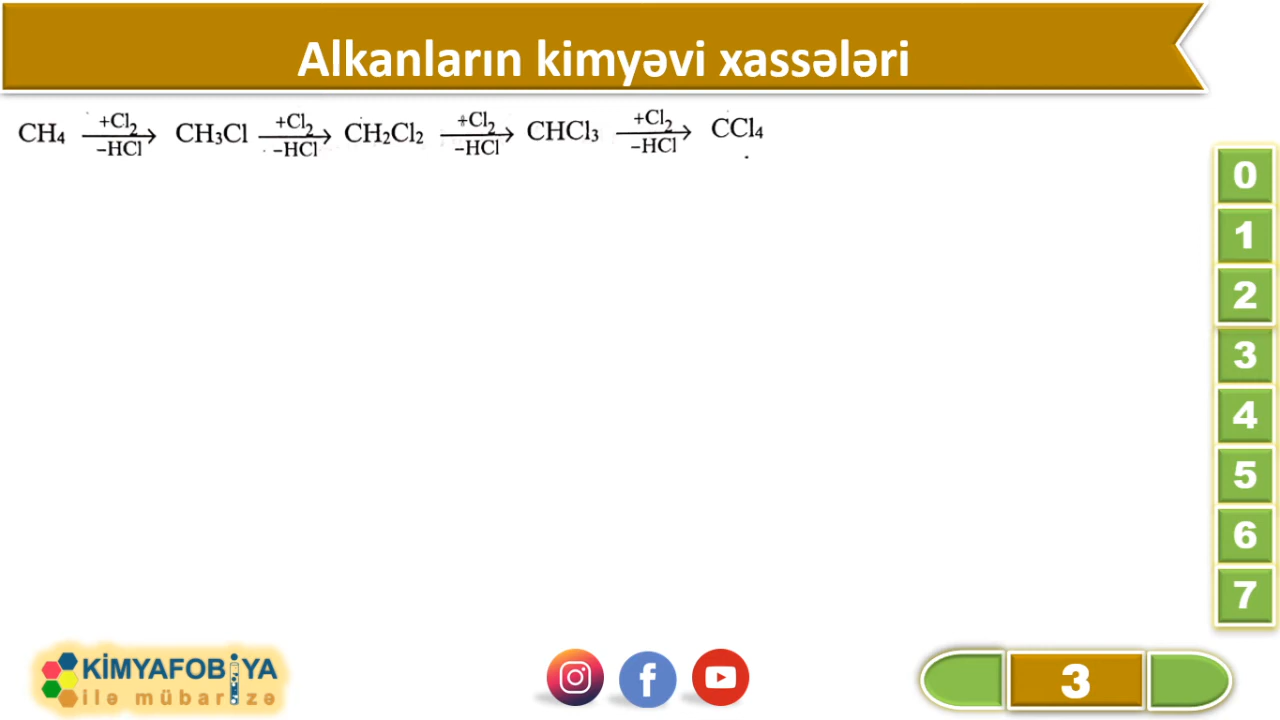 Alkanların kimyəvi xassələri
CH₄ +Cl₂ –HCl → CH₃Cl +Cl₂ –HCl → CH₂Cl₂ +Cl₂ –HCl → CHCl₃ +Cl₂ –HCl → CCl₄
0
1
2
3
4
5
6
7
KİMYAFOBİYA
ilə mübarizə
3